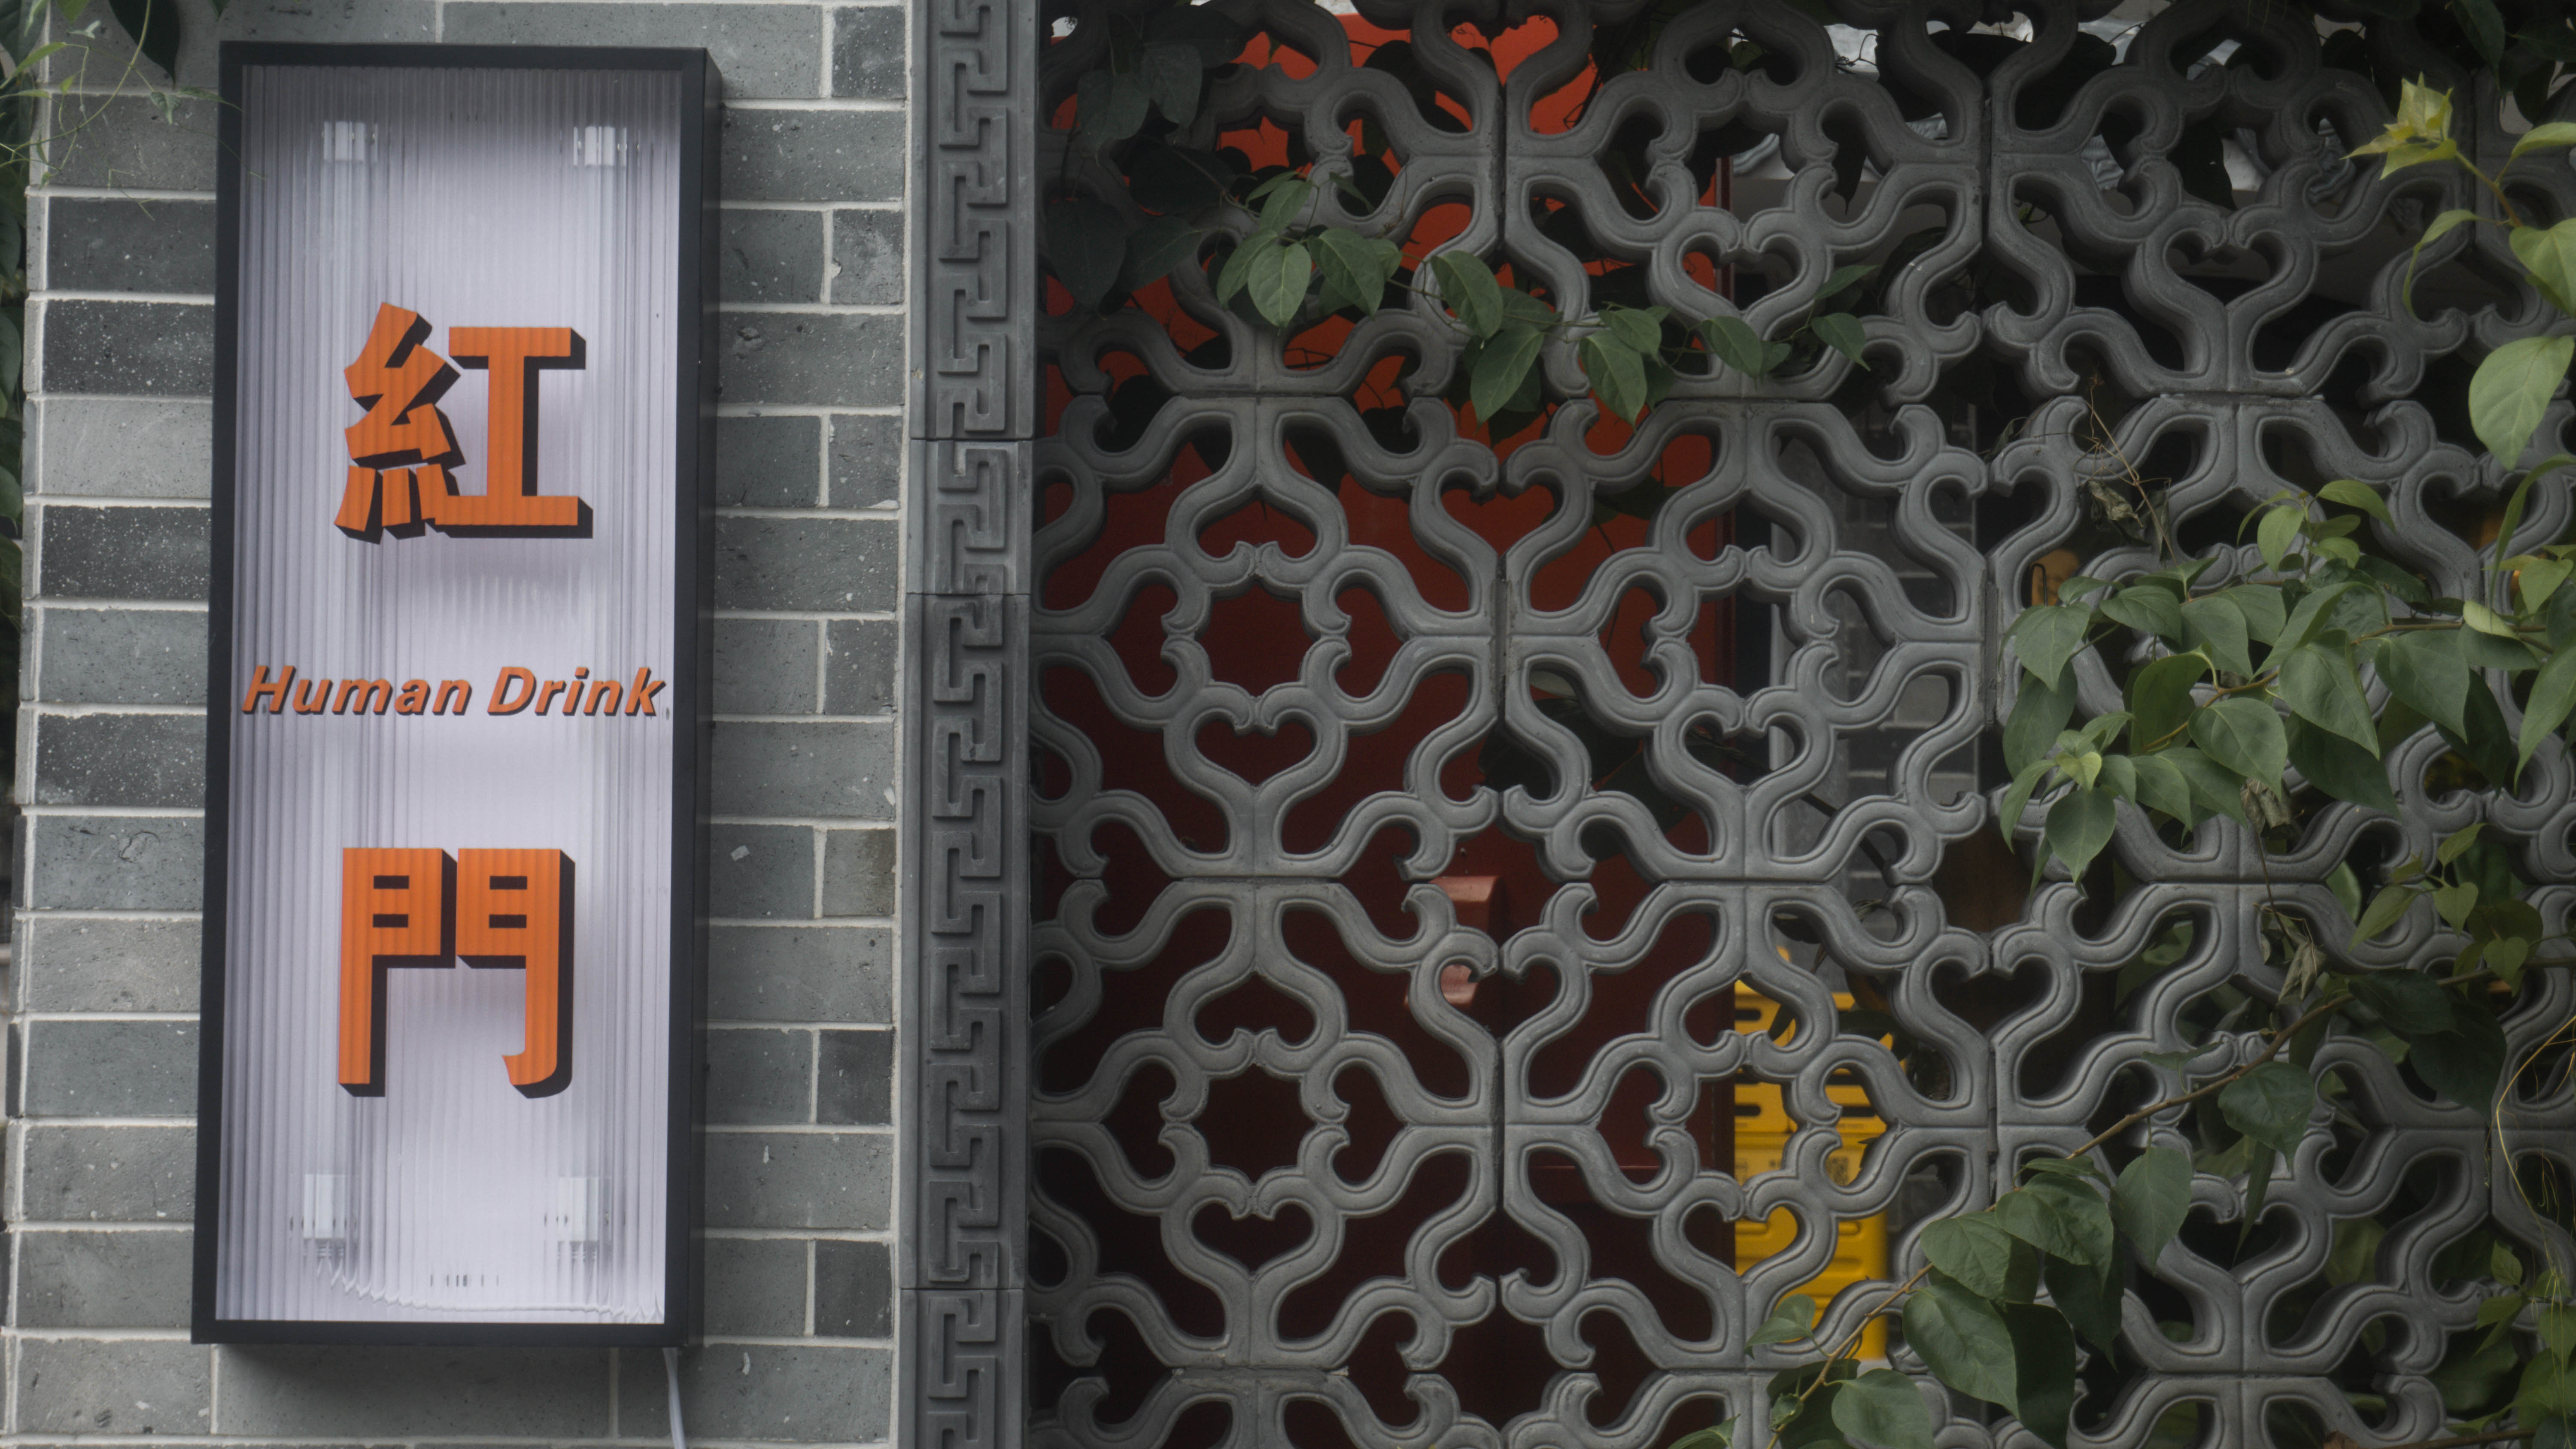 紅
Human Drink
門